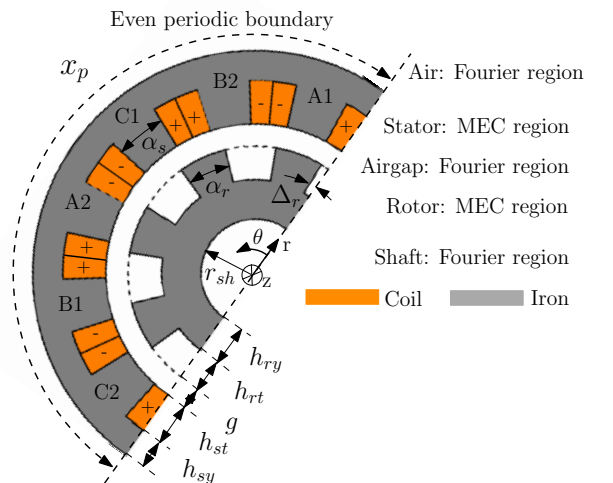 Even periodic boundary
x_p
B2
A1
Air: Fourier region
C1
- -
+ +
+
Stator: MEC region
α_s
Airgap: Fourier region
- -
α_r
Δ_r
Rotor: MEC region
A2
θ
r
+ +
r_sh
z
Shaft: Fourier region
B1
Coil
Iron
- -
h_ry
C2
h_rt
+
g
h_st
h_sy